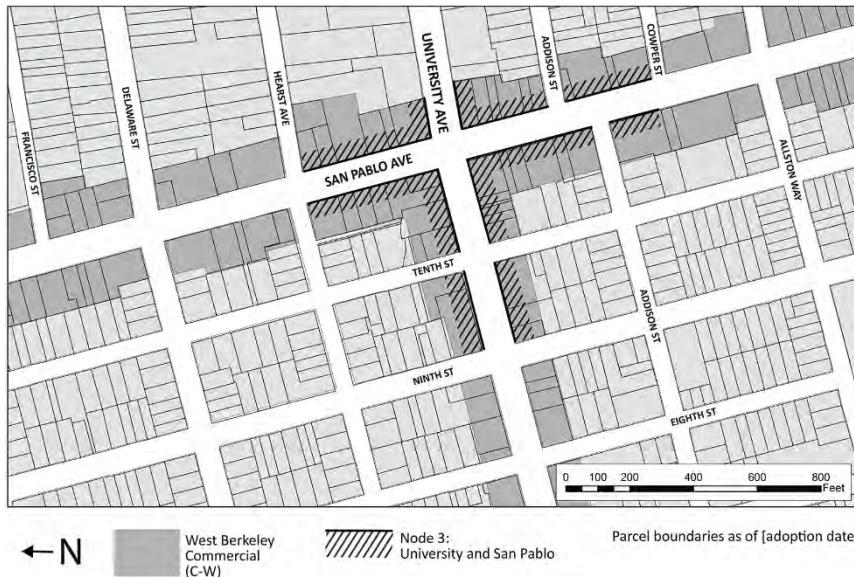 UNIVERSITY AVE
ADDISON ST
COWPER ST
FRANCISCO ST
DELAWARE ST
HEARST AVE
SAN PABLO AVE
ALLSTON WAY
TENTH ST
ADDISON ST
NINTH ST
EIGHTH ST
0 100 200 400 600 800
Feet
N
West Berkeley
Commercial
(C-W)
Node 3:
University and San Pablo
Parcel boundaries as of [adoption date